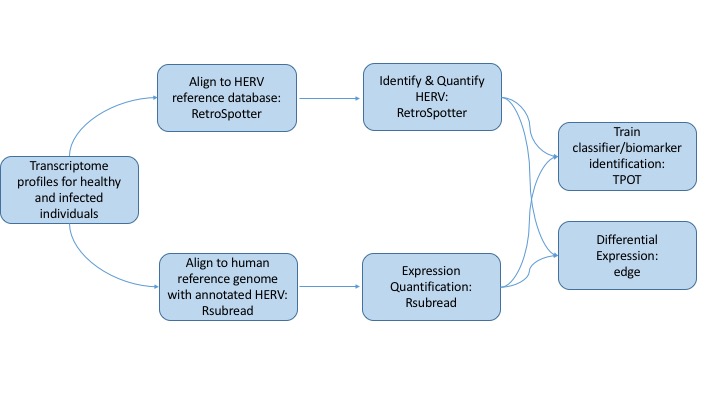 Transcriptome
profiles for healthy
and infected
individuals
Align to HERV
reference database:
RetroSpotter
Identify & Quantify
HERV:
RetroSpotter
Align to human
reference genome
with annotated HERV:
Rsubread
Expression
Quantification:
Rsubread
Train
classifier/biomarker
identification:
TPOT
Differential
Expression:
edge